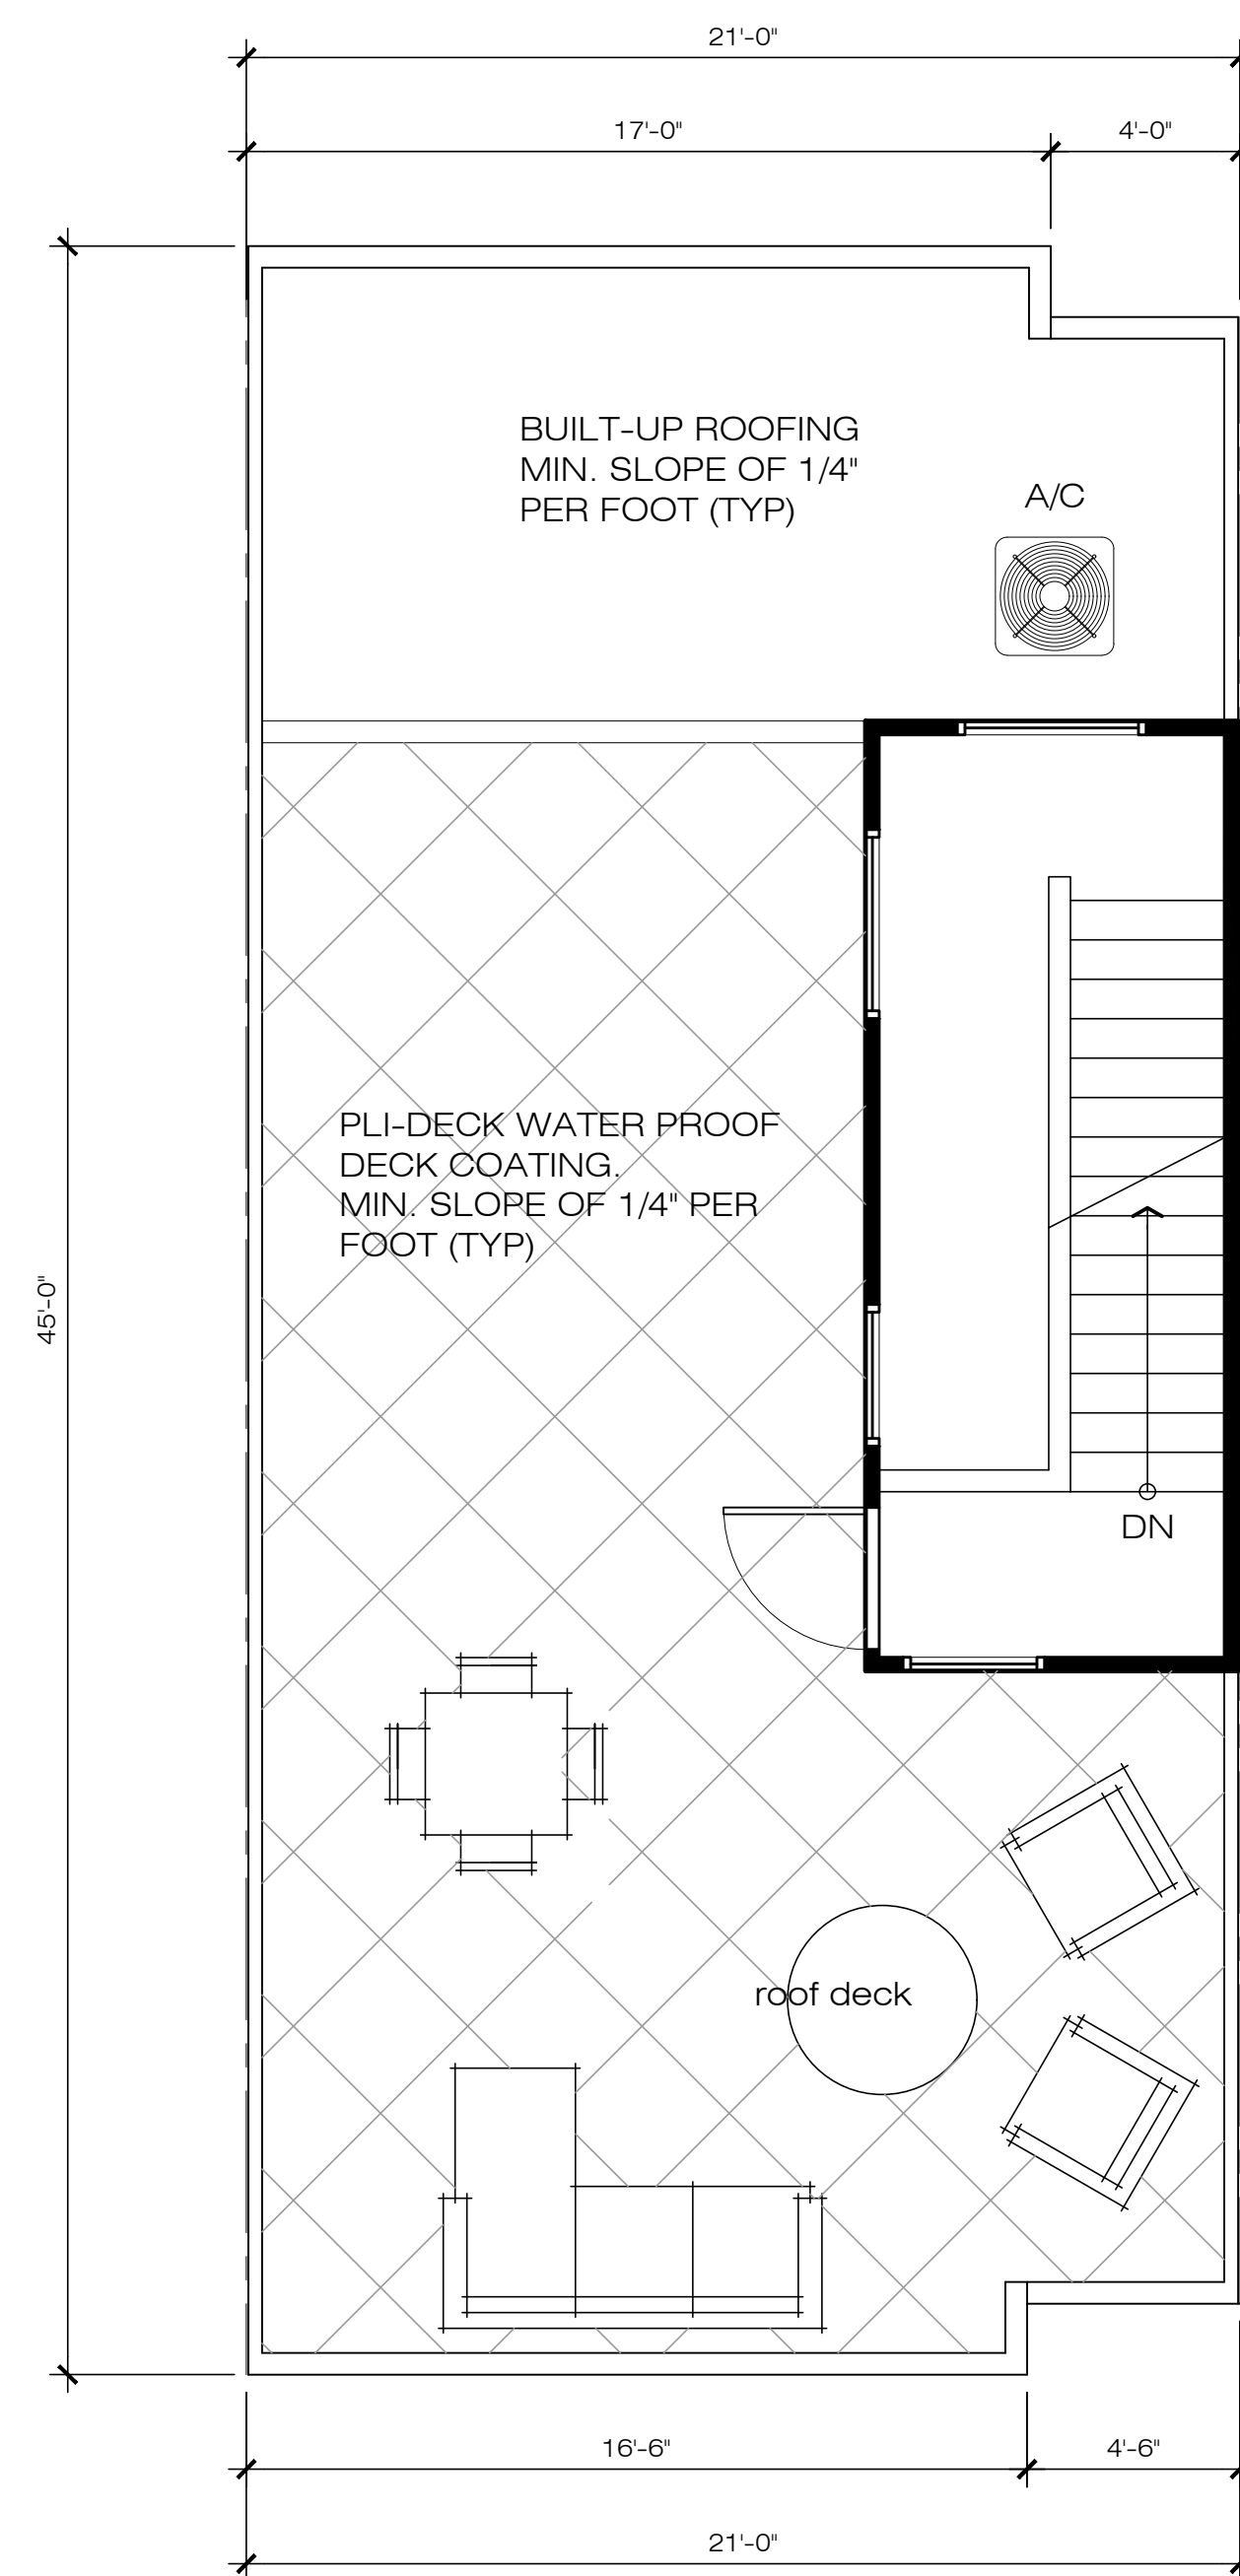 21'-0"
17'-0"
4'-0"
BUILT-UP ROOFING
MIN. SLOPE OF 1/4"
PER FOOT (TYP)
A/C
PLI-DECK WATER PROOF
DECK COATING.
MIN. SLOPE OF 1/4" PER
FOOT (TYP)
45'-0"
DN
roof deck
16'-6"
4'-6"
21'-0"